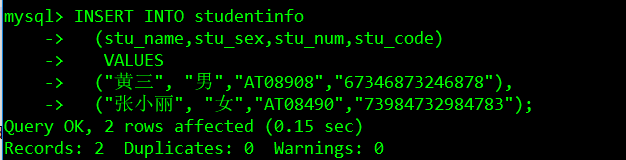 mysql> INSERT INTO studentinfo
    -> (stu_name,stu_sex,stu_num,stu_code)
    -> VALUES
    -> ("黄三", "男","AT08908","67346873246878"),
    -> ("张小丽", "女","AT08490","73984732984783");
Query OK, 2 rows affected (0.15 sec)
Records: 2  Duplicates: 0  Warnings: 0